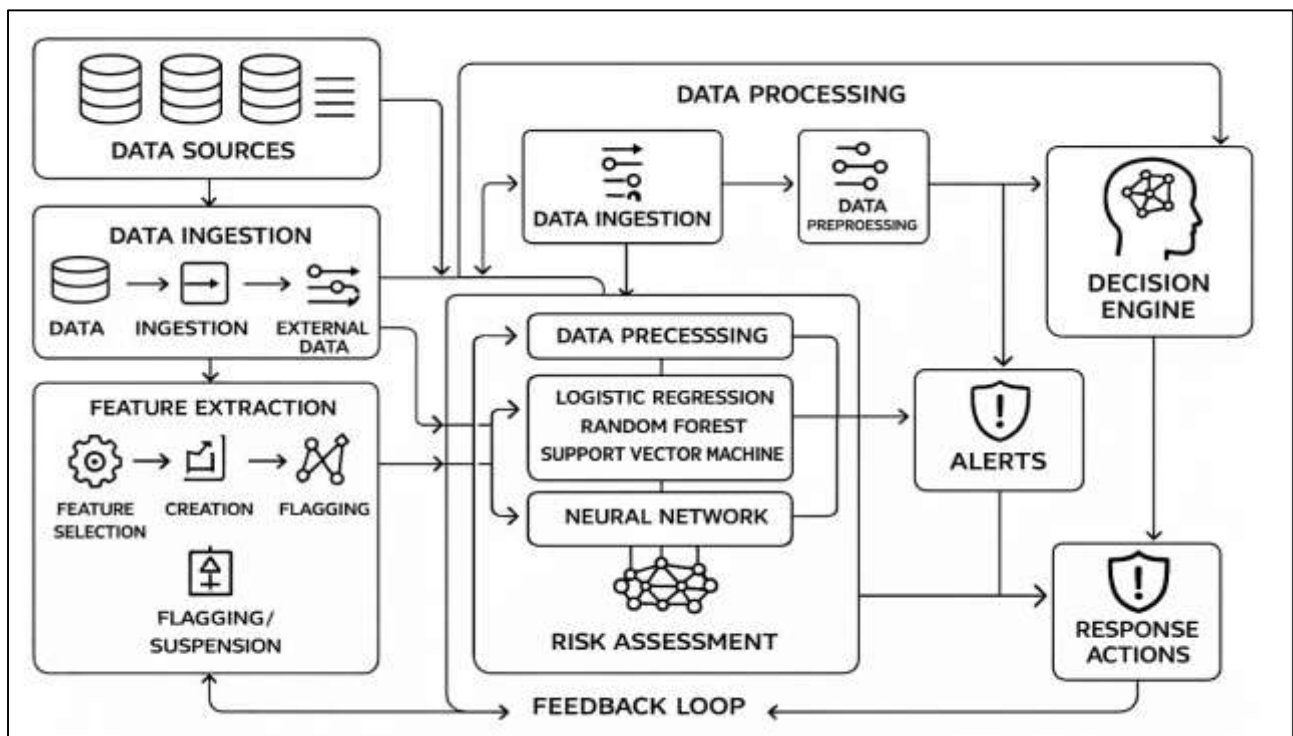 DATA SOURCES
DATA INGESTION
DATA
INGESTION
EXTERNAL
DATA
FEATURE EXTRACTION
FEATURE
SELECTION
CREATION
FLAGGING
FLAGGING/
SUSPENSION
DATA PROCESSING
DATA INGESTION
DATA
PREPROESSING
DECISION
ENGINE
DATA PRECESSSING
LOGISTIC REGRESSION
RANDOM FOREST
SUPPORT VECTOR MACHINE
NEURAL NETWORK
RISK ASSESSMENT
ALERTS
RESPONSE
ACTIONS
FEEDBACK LOOP